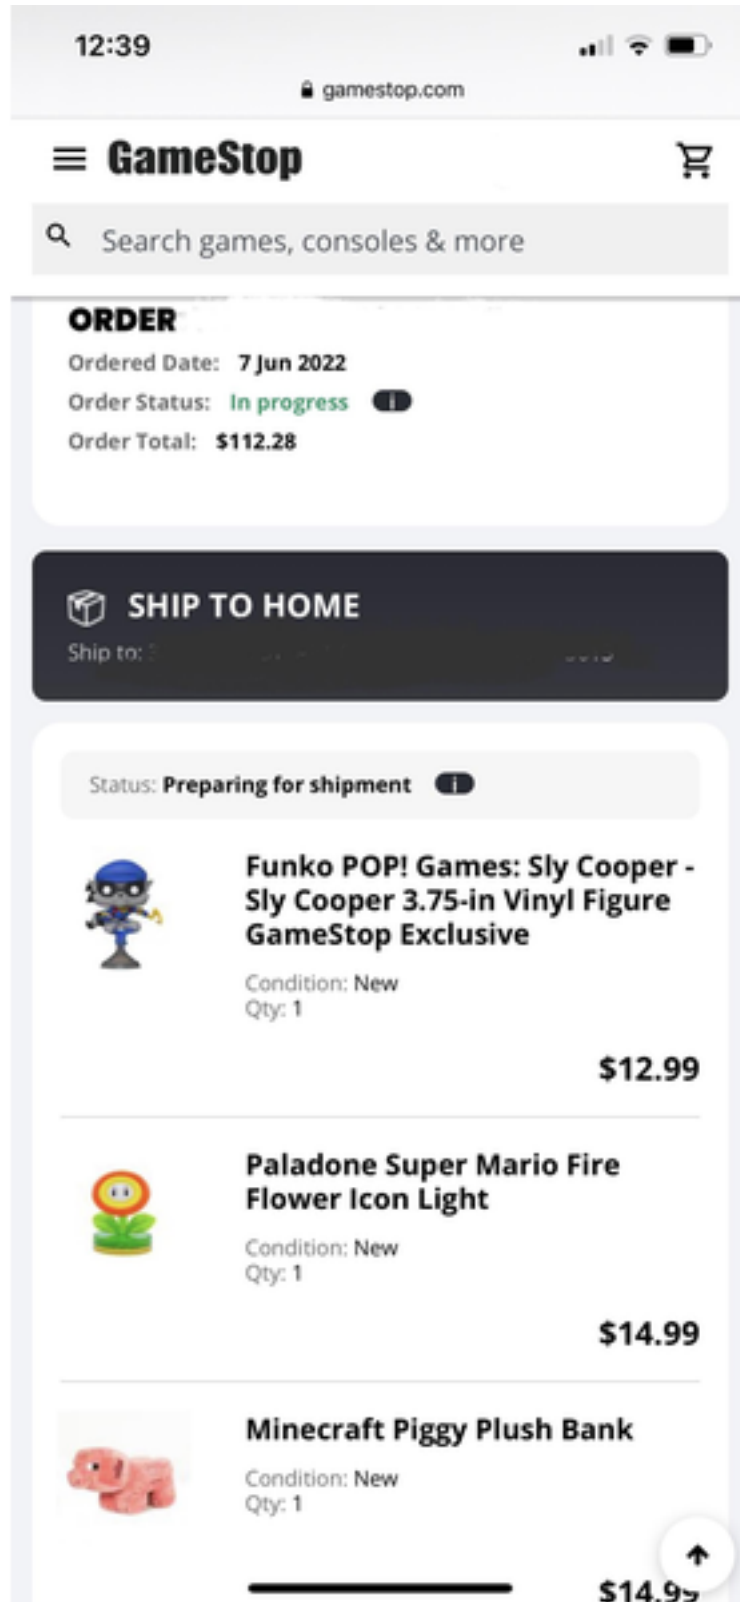 12:39
gamestop.com
GameStop
Search games, consoles & more
ORDER
Ordered Date: 7 Jun 2022
Order Status: In progress i
Order Total: $112.28
SHIP TO HOME
Ship to:
Status: Preparing for shipment i
Funko POP! Games: Sly Cooper -
Sly Cooper 3.75-in Vinyl Figure
GameStop Exclusive
Condition: New
Qty: 1
$12.99
Paladone Super Mario Fire
Flower Icon Light
Condition: New
Qty: 1
$14.99
Minecraft Piggy Plush Bank
Condition: New
Qty: 1
$14.99